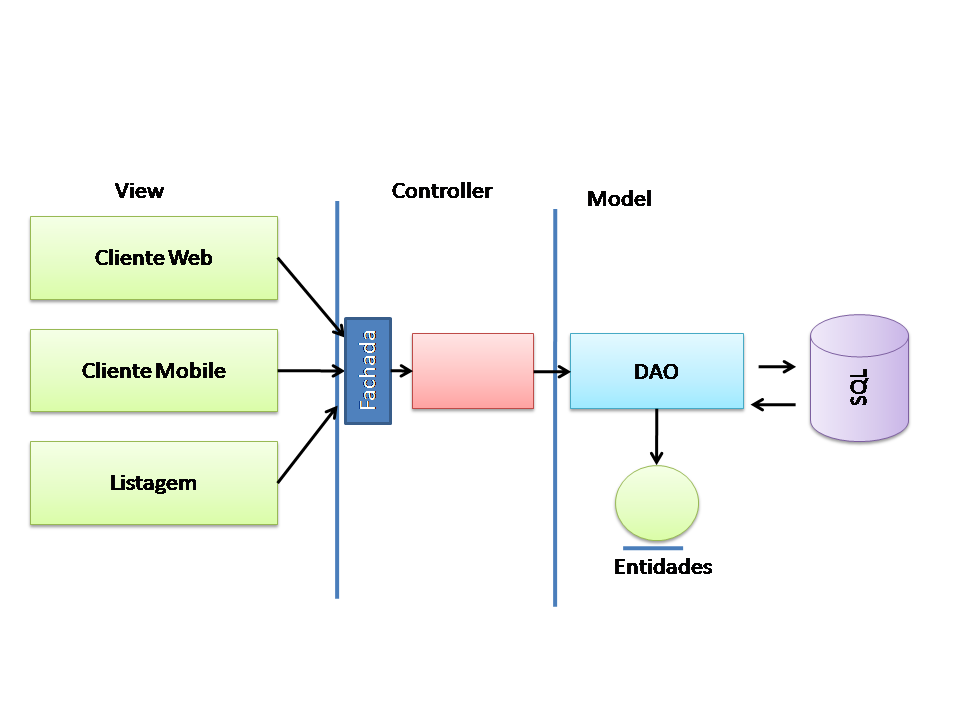 View
Controller
Model
Cliente Web
Cliente Mobile
Listagem
Fachada
DAO
SQL
Entidades